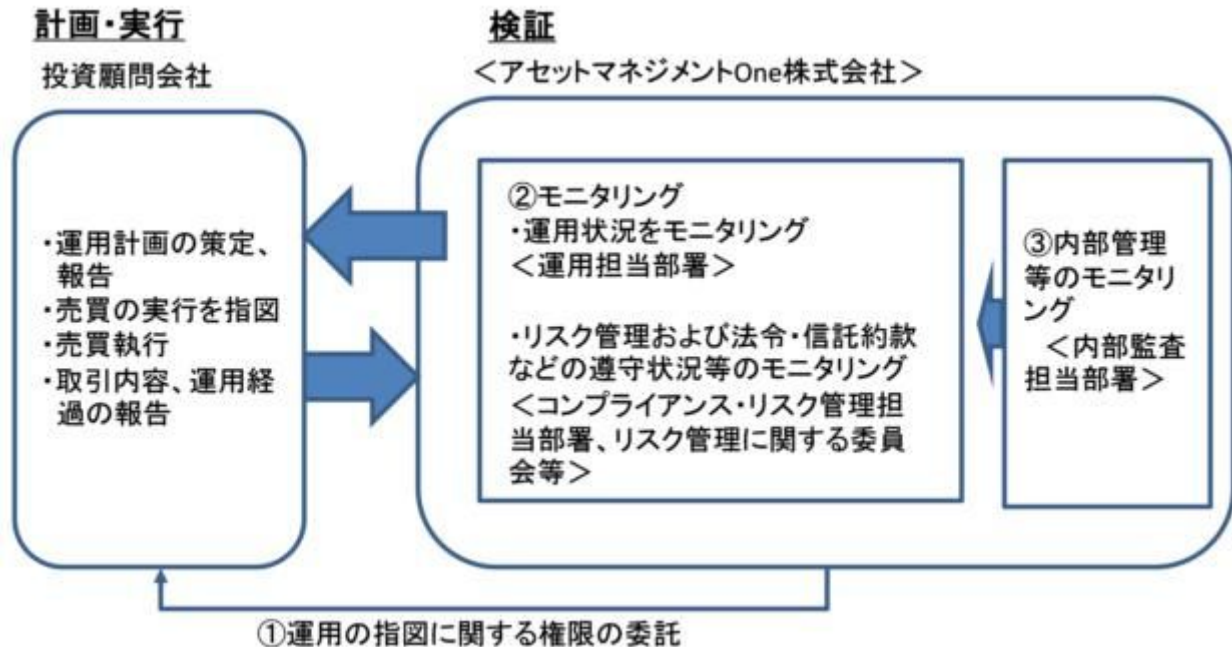 計画・実行
投資顧問会社
・運用計画の策定、
報告
・売買の実行を指図
・売買執行
・取引内容、運用経
過の報告
検証
＜アセットマネジメントOne株式会社＞
②モニタリング
・運用状況をモニタリング
＜運用担当部署＞
・リスク管理および法令・信託約款
などの遵守状況等のモニタリング
＜コンプライアンス・リスク管理担
当部署、リスク管理に関する委員
会等＞
③内部管理
等のモニタリ
ング
＜内部監査
担当部署＞
①運用の指図に関する権限の委託